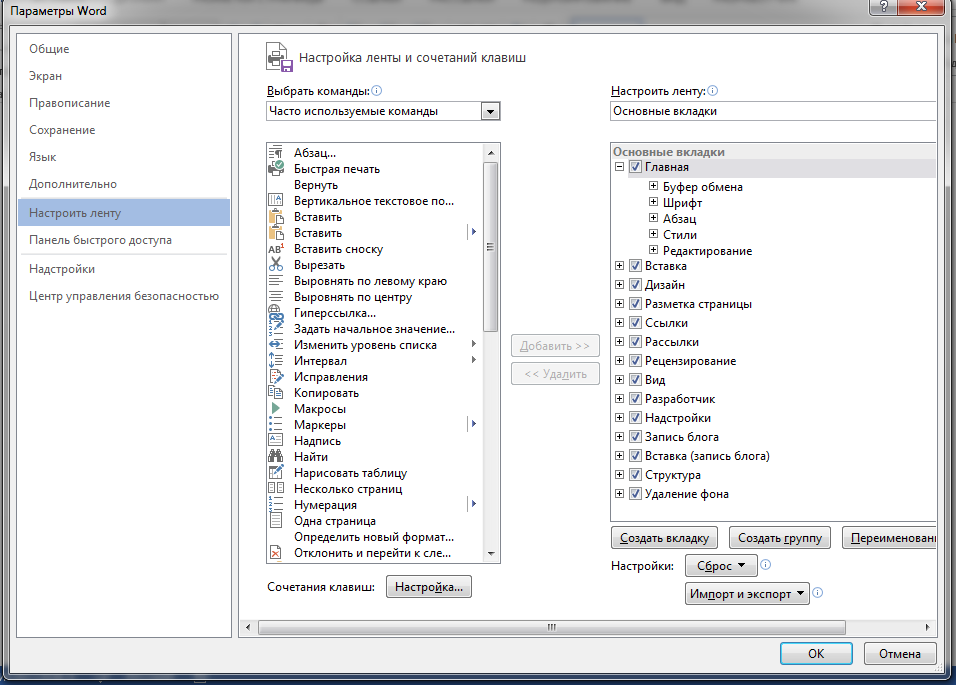 Параметры Word
Общие
Экран
Правописание
Сохранение
Язык
Дополнительно
Настроить ленту
Панель быстрого доступа
Надстройки
Центр управления безопасностью
Настройка ленты и сочетаний клавиш
Выбрать команды:
Часто используемые команды
Абзац...
Быстрая печать
Вернуть
Вертикальное текстовое по...
Вставить
Вставить
Вставить сноску
Вырезать
Выровнять по левому краю
Выровнять по центру
Гиперссылка...
Задать начальное значение...
Изменить уровень списка
Интервал
Исправления
Копировать
Макросы
Маркеры
Надпись
Найти
Нарисовать таблицу
Несколько страниц
Нумерация
Одна страница
Определить новый формат...
Отклонить и перейти к сле...
Сочетания клавиш:
Настройка...
Добавить >>
<< Удалить
Настроить ленту:
Основные вкладки
Основные вкладки
Главная
Буфер обмена
Шрифт
Абзац
Стили
Редактирование
Вставка
Дизайн
Разметка страницы
Ссылки
Рассылки
Рецензирование
Вид
Разработчик
Надстройки
Запись блога
Вставка (запись блога)
Структура
Удаление фона
Создать вкладку
Создать группу
Переименовани
Настройки:
Сброс
Импорт и экспорт
ОК
Отмена